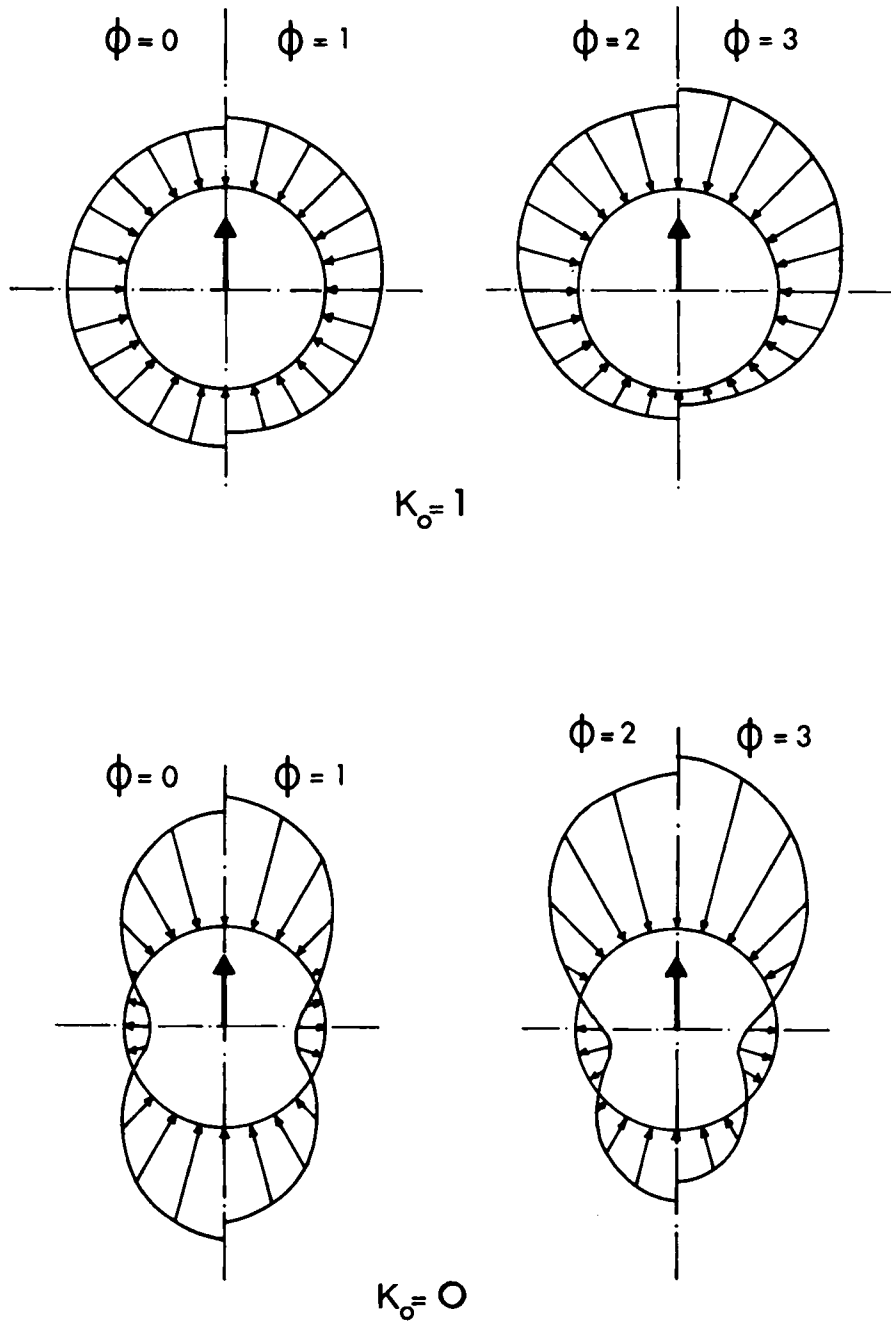 ϕ = 0 ϕ = 1
ϕ = 2 ϕ = 3
K₀= 1
ϕ = 0 ϕ = 1
ϕ = 2 ϕ = 3
K₀= 0